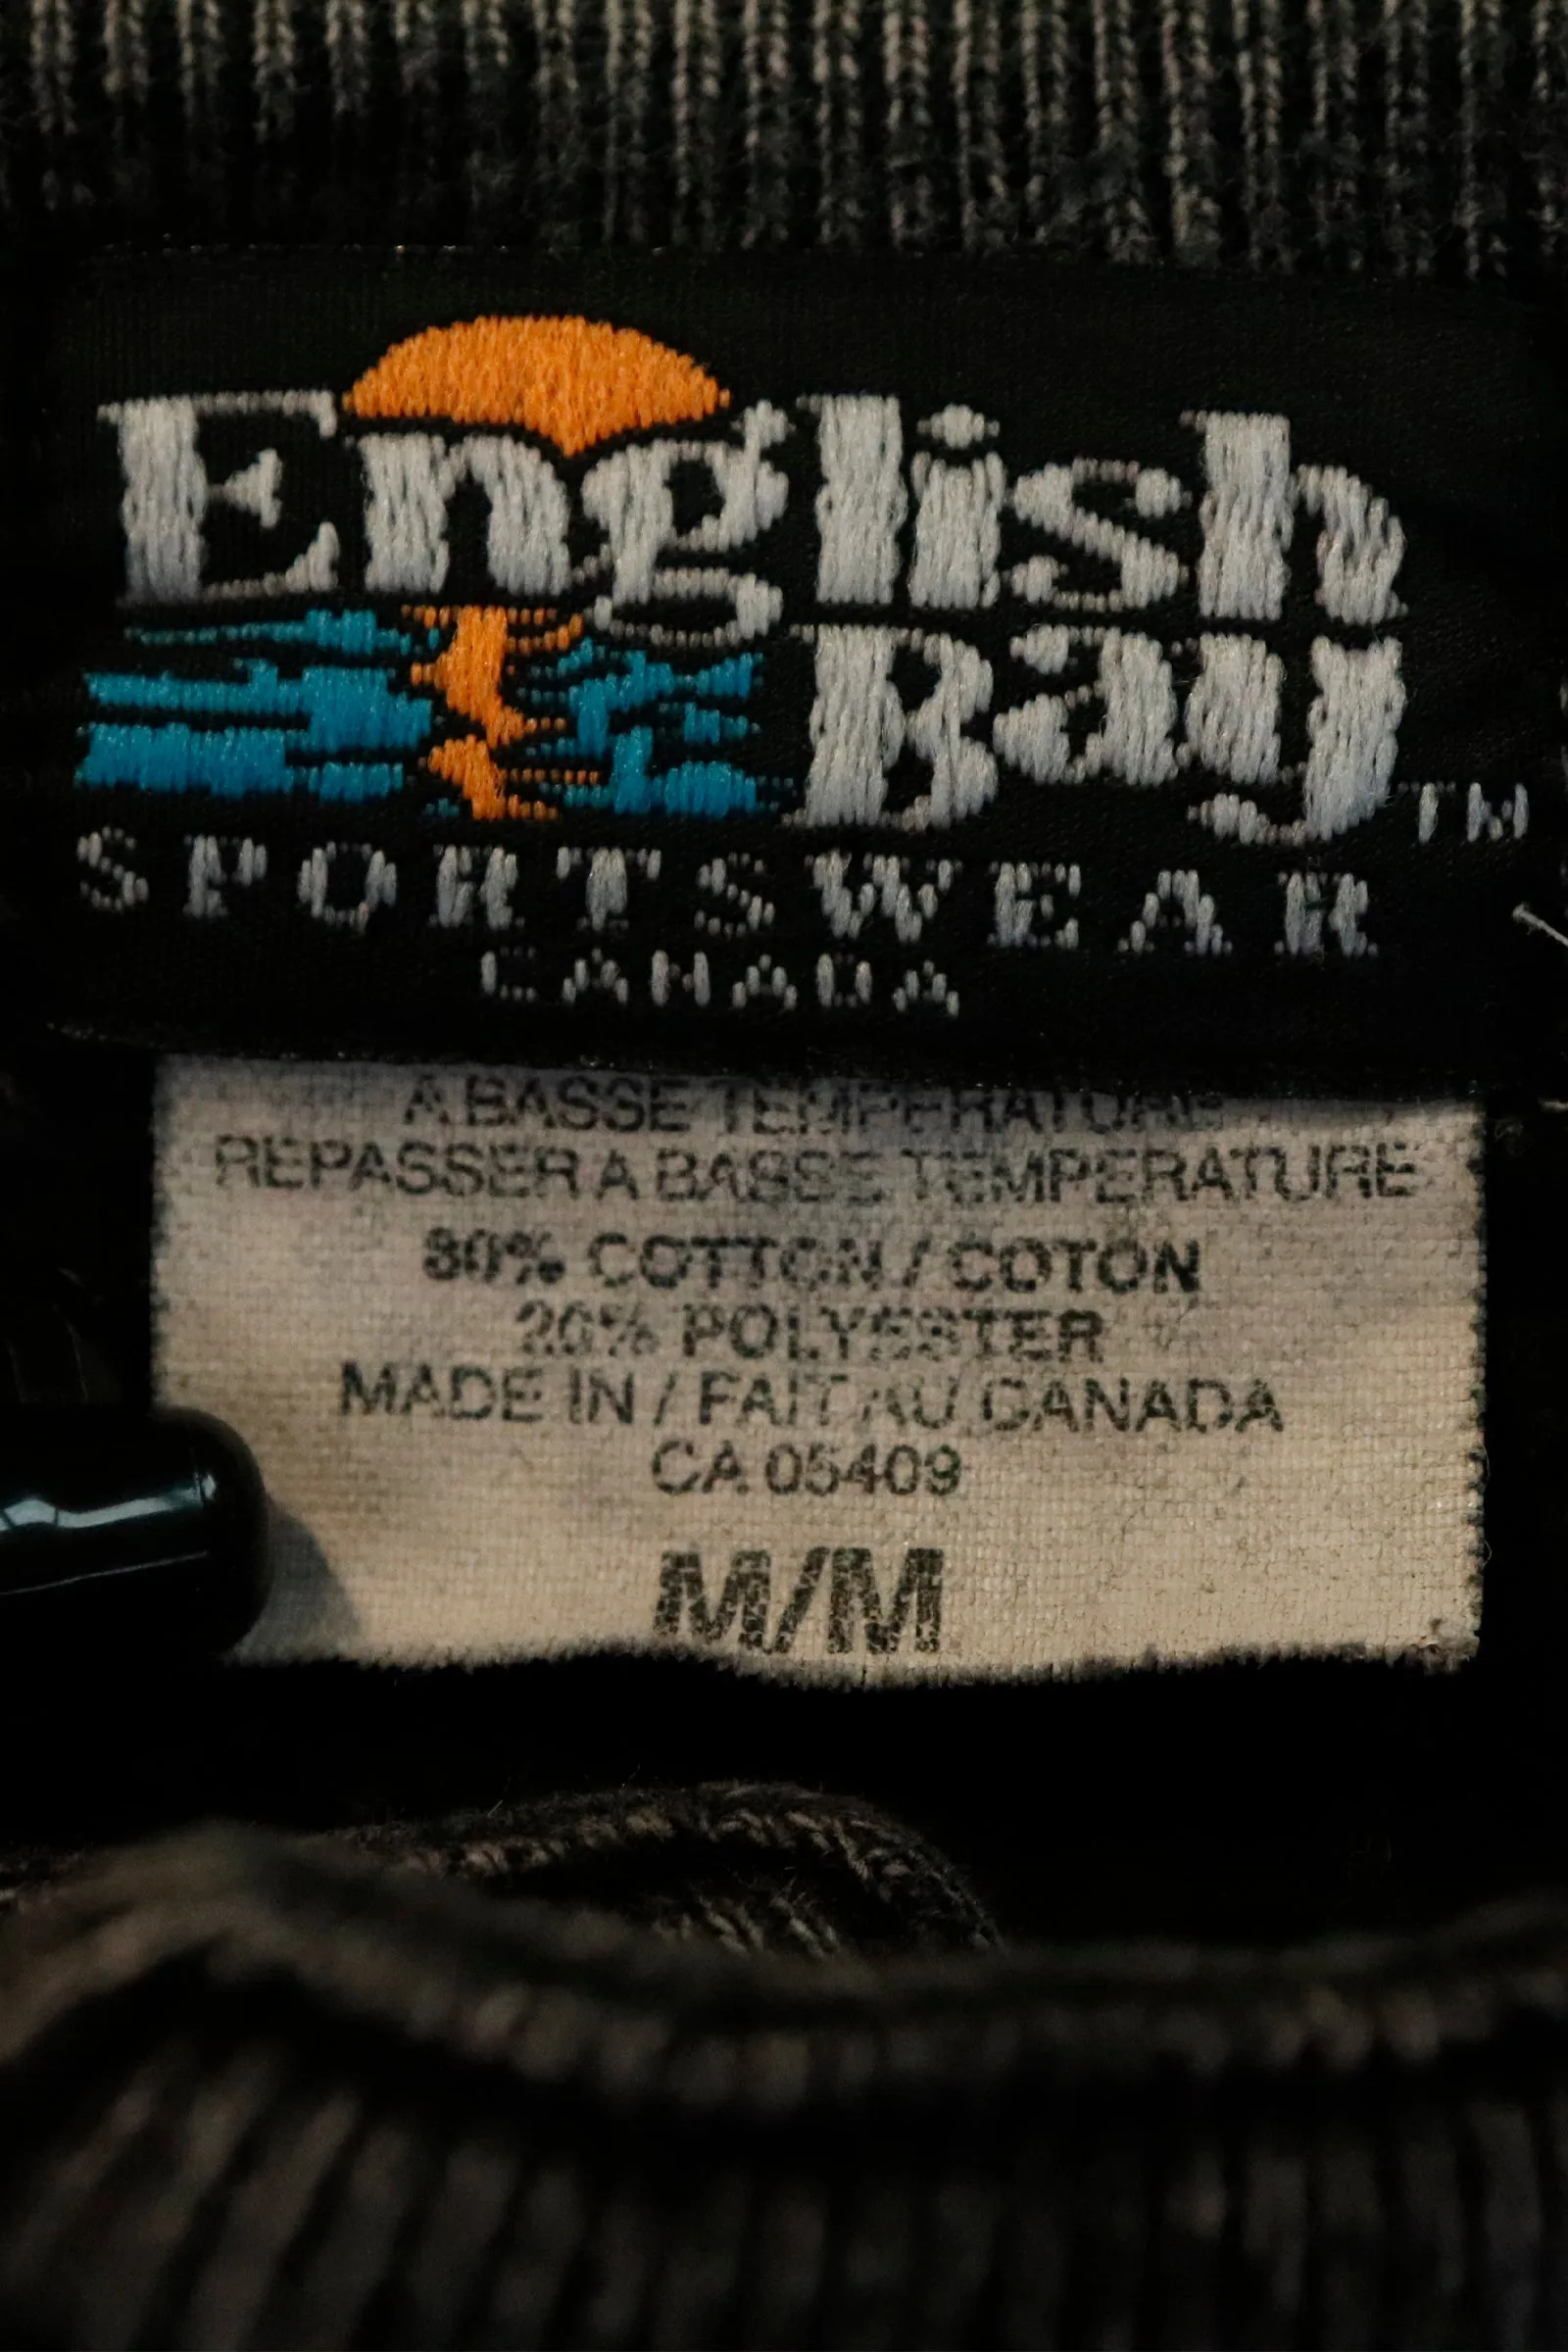 English
Bay TM
SPORTSWEAR
CANADA
A BASSE TEMPERATURE
REPASSER A BASSE TEMPERATURE
80% COTTON / COTON
20% POLYESTER
MADE IN / FAIT AU CANADA
CA 05409
M/M